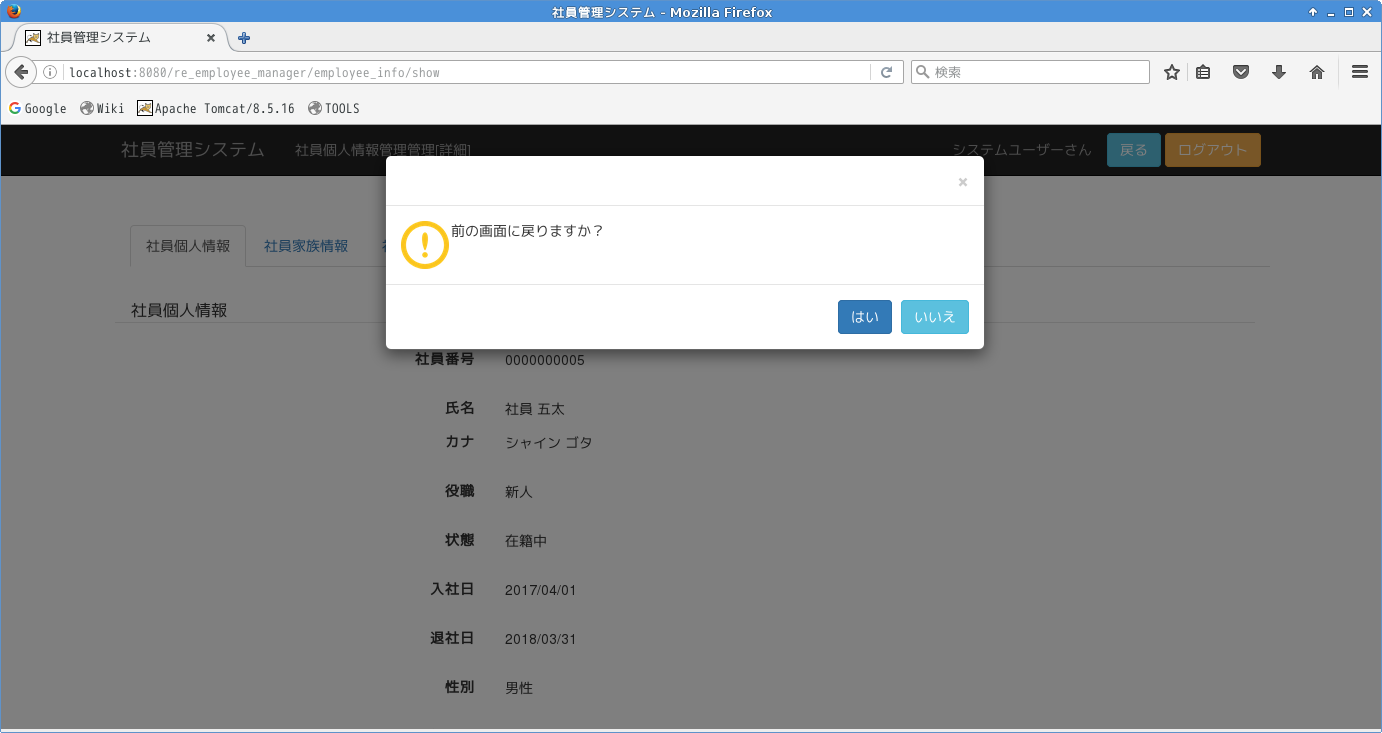 社員管理システム - Mozilla Firefox
社員管理システム
localhost:8080/re_employee_manager/employee_info/show
検索
Google Wiki Apache Tomcat/8.5.16 TOOLS
社員管理システム 社員個人情報管理管理[詳細] システムユーザーさん 戻る ログアウト
×
前の画面に戻りますか？
はい いいえ
社員個人情報 社員家族情報
社員個人情報
社員番号 0000000005
氏名 社員 五太
カナ シャイン ゴタ
役職 新人
状態 在籍中
入社日 2017/04/01
退社日 2018/03/31
性別 男性